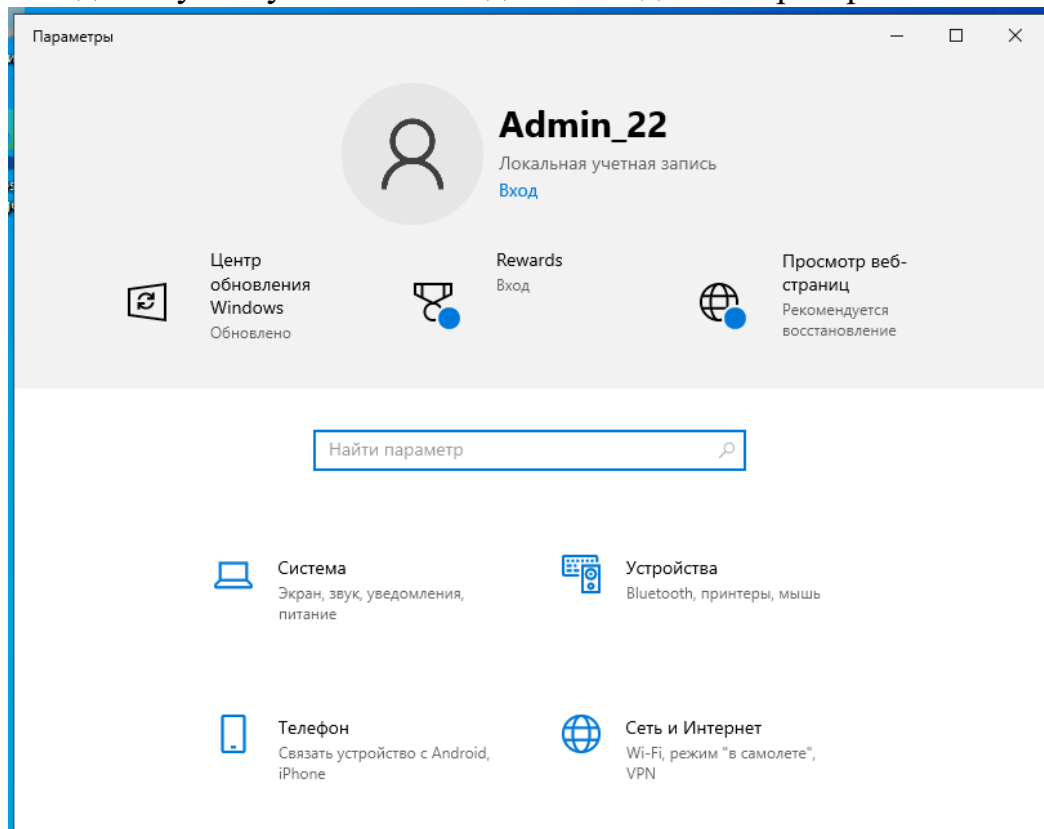 Параметры
Admin_22
Локальная учетная запись
Вход
Центр
обновления
Windows
Обновлено
Rewards
Вход
Просмотр веб-
страниц
Рекомендуется
восстановление
Найти параметр
Система
Экран, звук, уведомления,
питание
Устройства
Bluetooth, принтеры, мышь
Телефон
Связать устройство с Android,
iPhone
Сеть и Интернет
Wi-Fi, режим "в самолете",
VPN